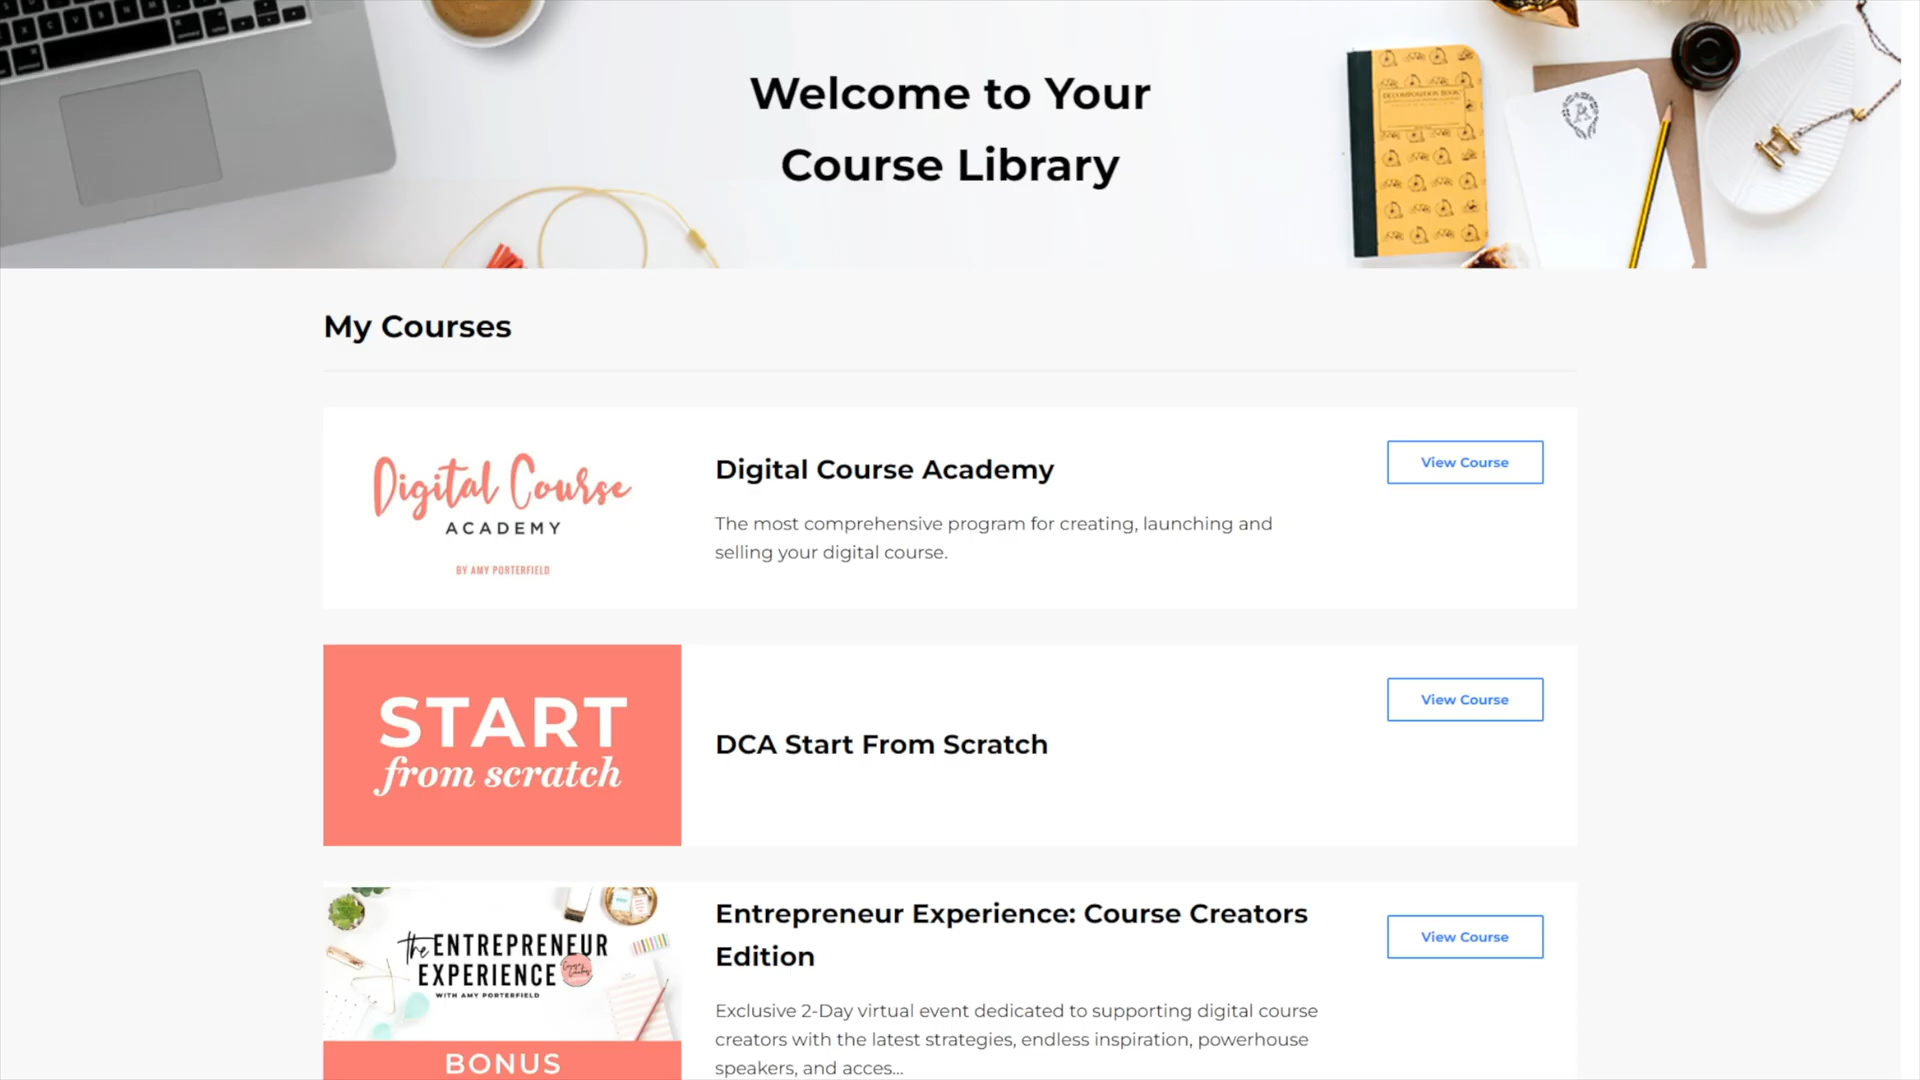 Welcome to Your
Course Library
DECOMPOSITION BOOK
My Courses
Digital Course
ACADEMY
BY AMY PORTERFIELD
Digital Course Academy
The most comprehensive program for creating, launching and
selling your digital course.
View Course
START
from scratch
DCA Start From Scratch
View Course
the ENTREPRENEUR
EXPERIENCE
WITH AMY PORTERFIELD
BONUS
Entrepreneur Experience: Course Creators
Edition
Exclusive 2-Day virtual event dedicated to supporting digital course
creators with the latest strategies, endless inspiration, powerhouse
speakers, and acces...
View Course